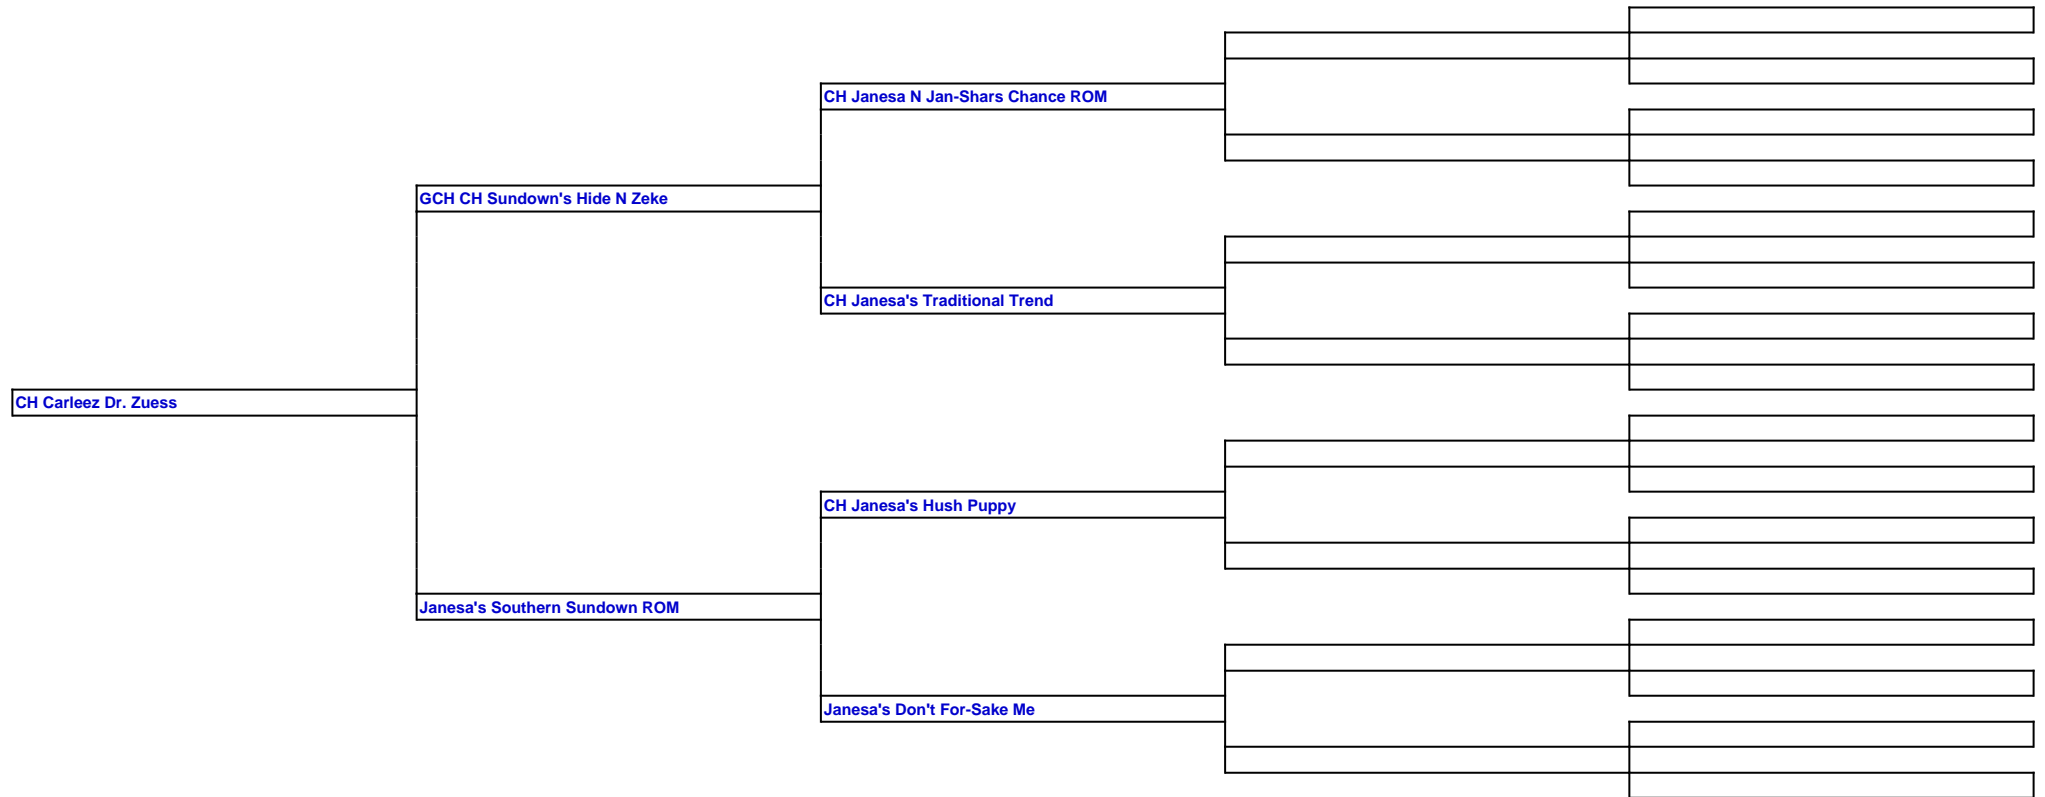 CH Janesa N Jan-Shars Chance ROM
GCH CH Sundown's Hide N Zeke
CH Janesa's Traditional Trend
CH Carleez Dr. Zuess
CH Janesa's Hush Puppy
Janesa's Southern Sundown ROM
Janesa's Don't For-Sake Me